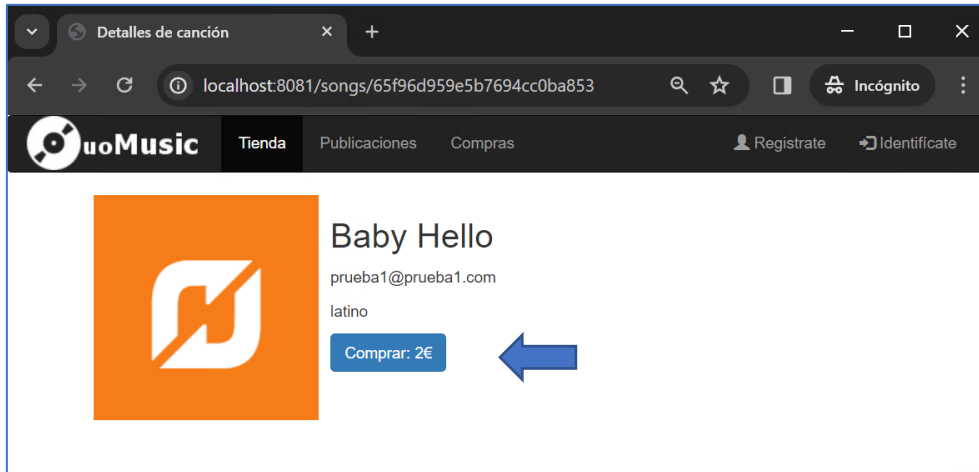 Detalles de canción
localhost:8081/songs/65f96d959e5b7694cc0ba853
Incógnito
uoMusic Tienda Publicaciones Compras Registrate Identifícate
Baby Hello
prueba1@prueba1.com
latino
Comprar: 2€